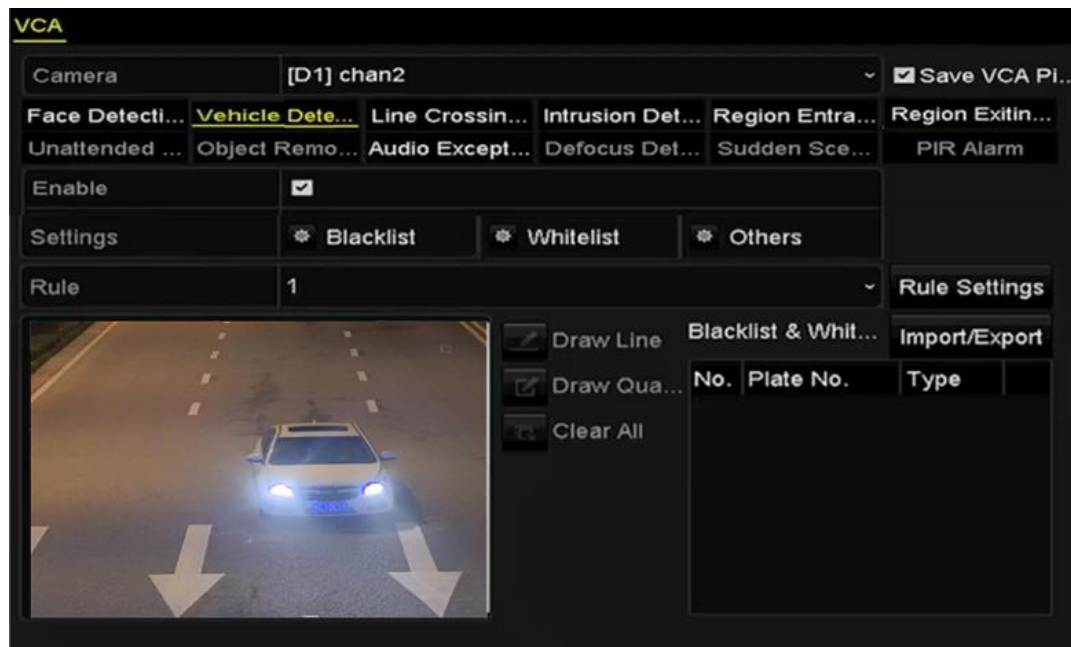 VCA
Camera [D1] chan2 Save VCA Pi..
Face Detecti... Vehicle Dete... Line Crossin... Intrusion Det... Region Entra... Region Exitin...
Unattended ... Object Remo... Audio Except... Defocus Det... Sudden Sce... PIR Alarm
Enable
Settings Blacklist Whitelist Others
Rule 1 Rule Settings
Draw Line Blacklist & Whit... Import/Export
Draw Qua... No. Plate No. Type
Clear All